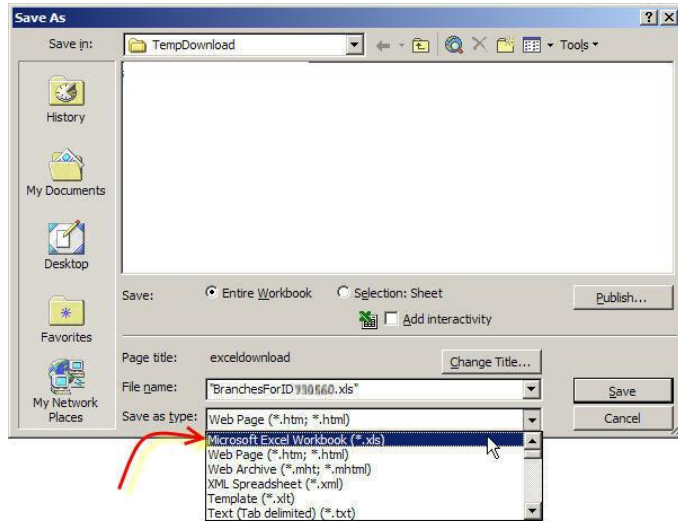 Save As
Save in:
TempDownload
Tools
History
My Documents
Desktop
Favorites
My Network Places
Save:
Entire Workbook
Selection: Sheet
Publish...
Add interactivity
Page title:
exceldownload
Change Title...
File name:
"BranchesForID .xls"
Save
Save as type:
Web Page (*.htm; *.html)
Cancel
Microsoft Excel Workbook (*.xls)
Web Page (*.htm; *.html)
Web Archive (*.mht; *.mhtml)
XML Spreadsheet (*.xml)
Template (*.xlt)
Text (Tab delimited) (*.txt)